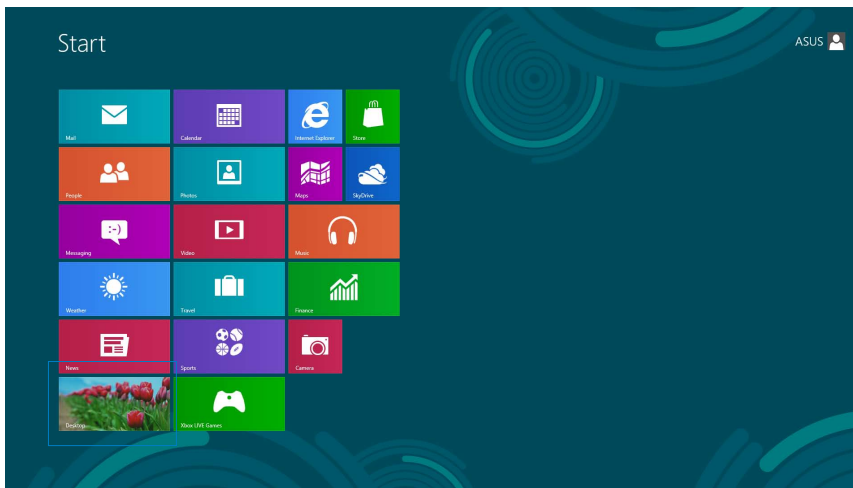 Start
ASUS
Mail
Calendar
Internet Explorer
Store
People
Photos
Maps
SkyDrive
Messaging
:-)
Video
Music
Weather
Travel
Finance
News
Sports
Camera
Desktop
Xbox LIVE Games